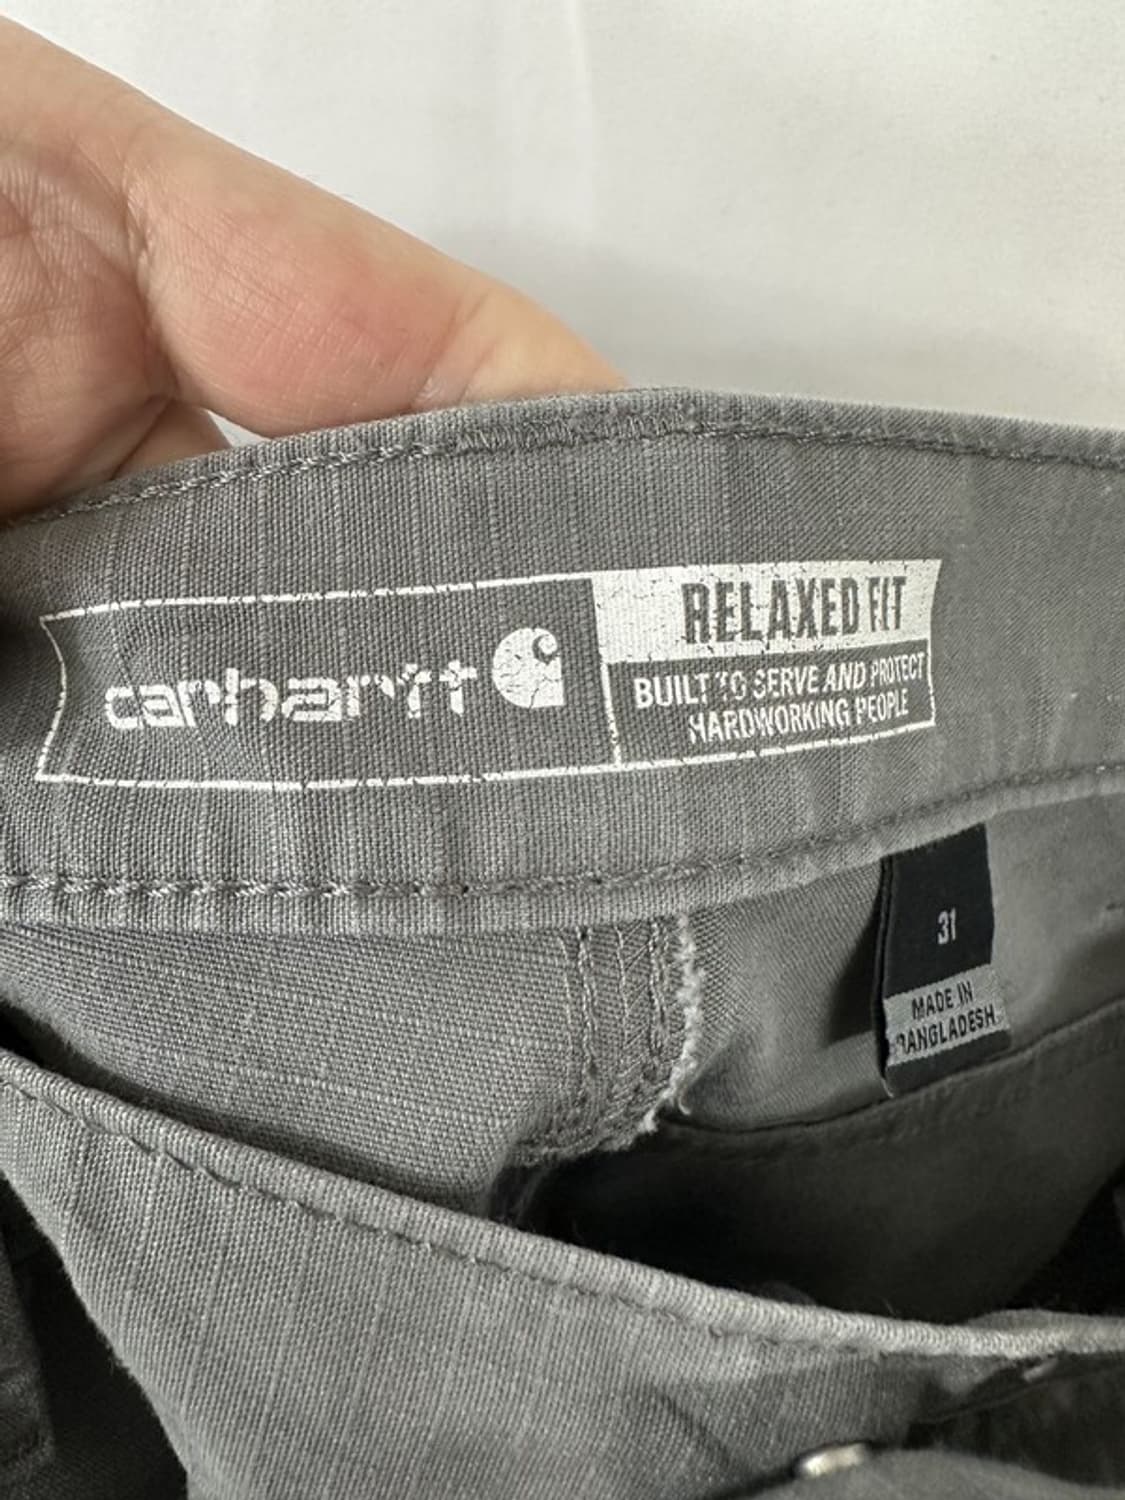 carhartt
RELAXED FIT
BUILT TO SERVE AND PROTECT
HARDWORKING PEOPLE
31
MADE IN
BANGLADESH